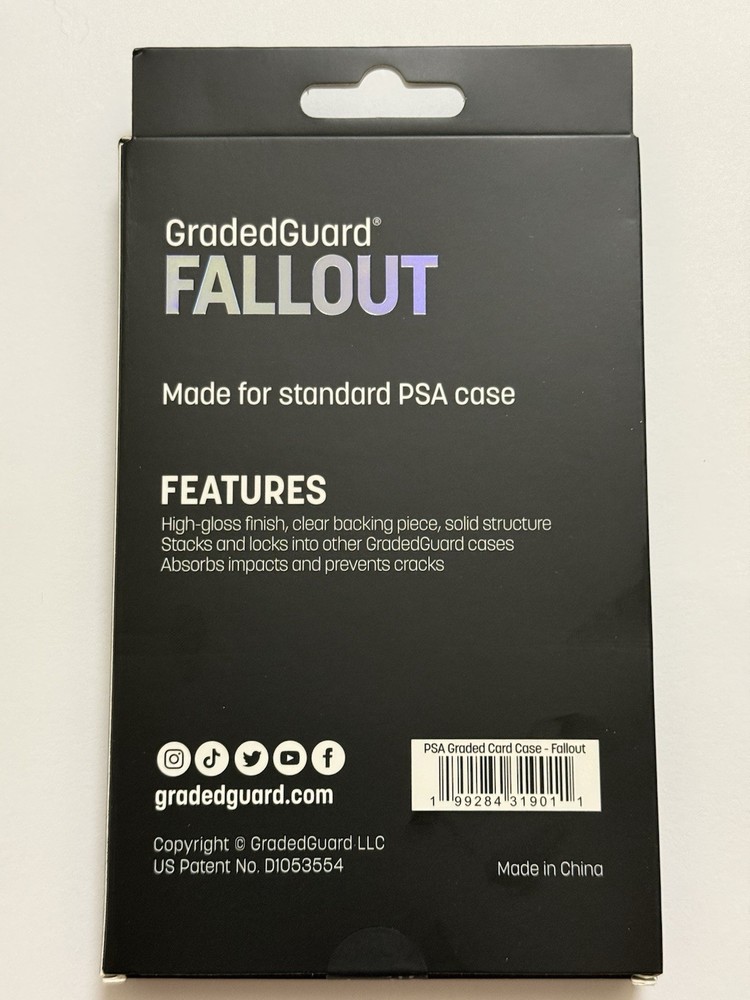 GradedGuard®
FALLOUT
Made for standard PSA case
FEATURES
High-gloss finish, clear backing piece, solid structure
Stacks and locks into other GradedGuard cases
Absorbs impacts and prevents cracks
gradedguard.com
PSA Graded Card Case - Fallout
1 99284 31901 1
Copyright © GradedGuard LLC
US Patent No. D1053554
Made in China